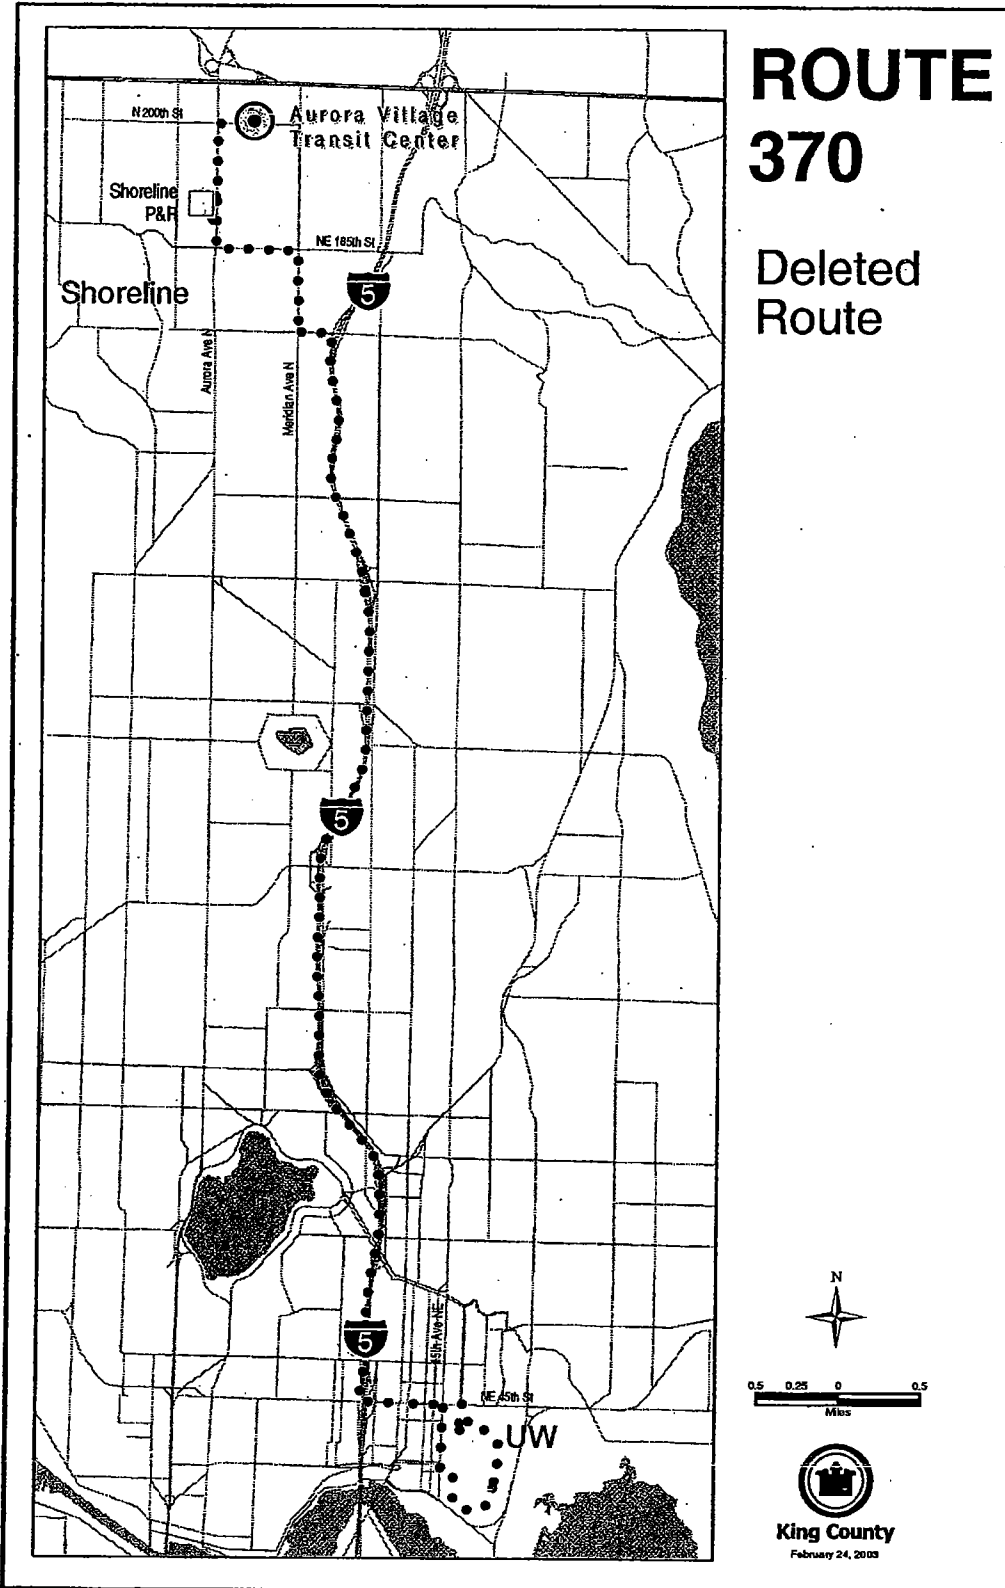 ROUTE
370
Deleted
Route
N 200th St
Aurora Village
Transit Center
Shoreline
P&R
NE 185th St
5
Shoreline
Aurora Ave N
Meridian Ave N
5
5
15th Ave NE
NE 45th St
UW
N
0.5 0.25 0 0.5
Miles
King County
February 24, 2003